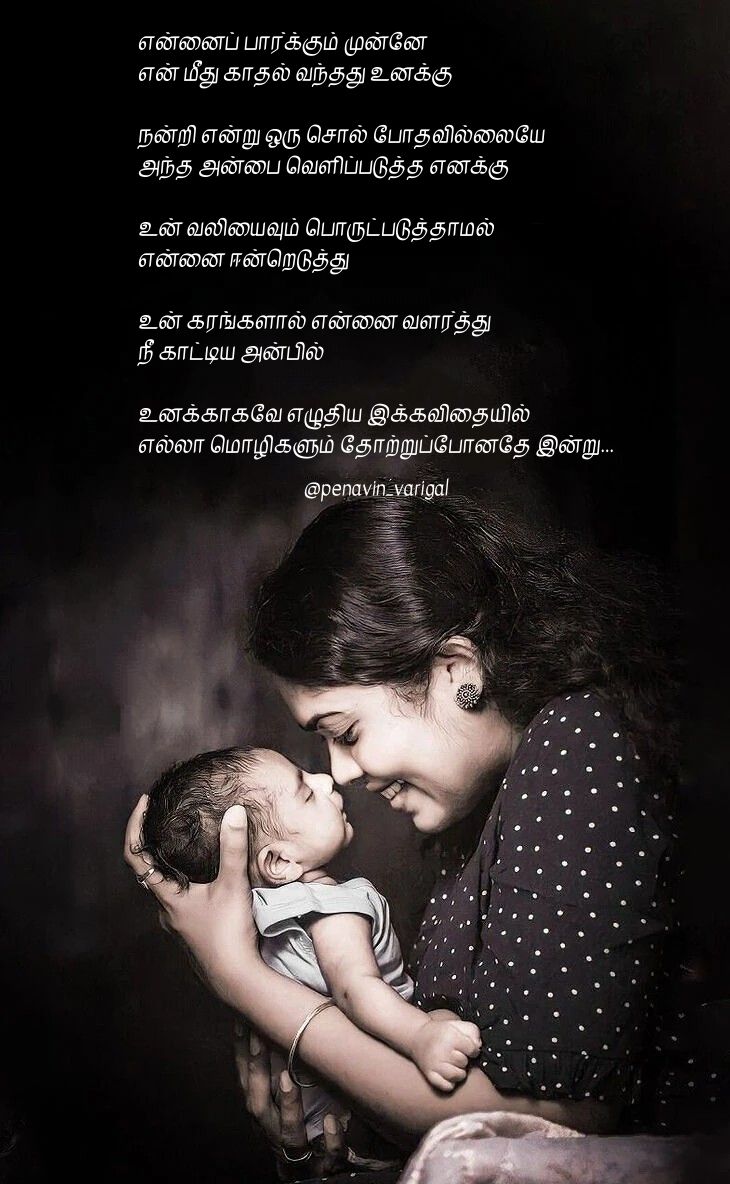 என்னைப் பார்க்கும் முன்னே
என் மீது காதல் வந்தது உனக்கு
நன்றி என்று ஒரு சொல் போதவில்லையே
அந்த அன்பை வெளிப்படுத்த எனக்கு
உன் வலியைவும் பொருட்படுத்தாமல்
என்னை ஈன்றெடுத்து
உன் கரங்களால் என்னை வளர்த்து
நீ காட்டிய அன்பில்
உனக்காகவே எழுதிய இக்கவிதையில்
எல்லா மொழிகளும் தோற்றுப்போனதே இன்று...
@penavin_varigal